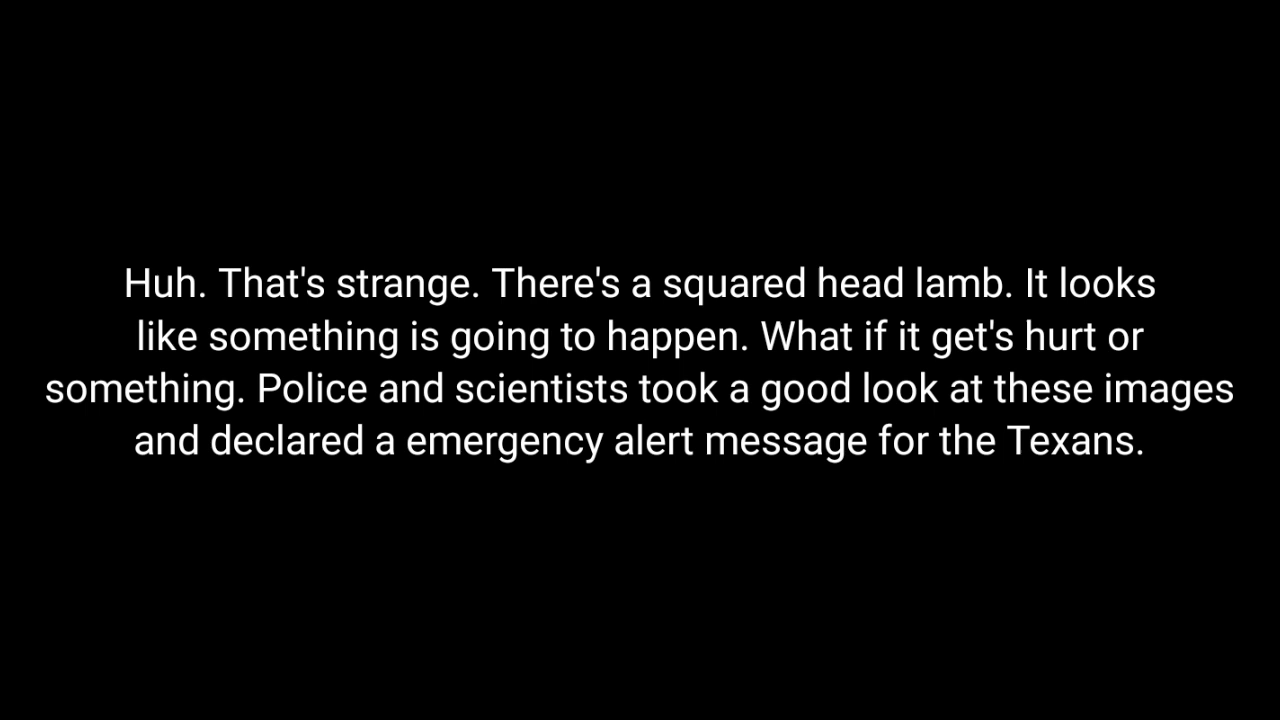 Huh. That's strange. There's a squared head lamb. It looks
like something is going to happen. What if it get's hurt or
something. Police and scientists took a good look at these images
and declared a emergency alert message for the Texans.